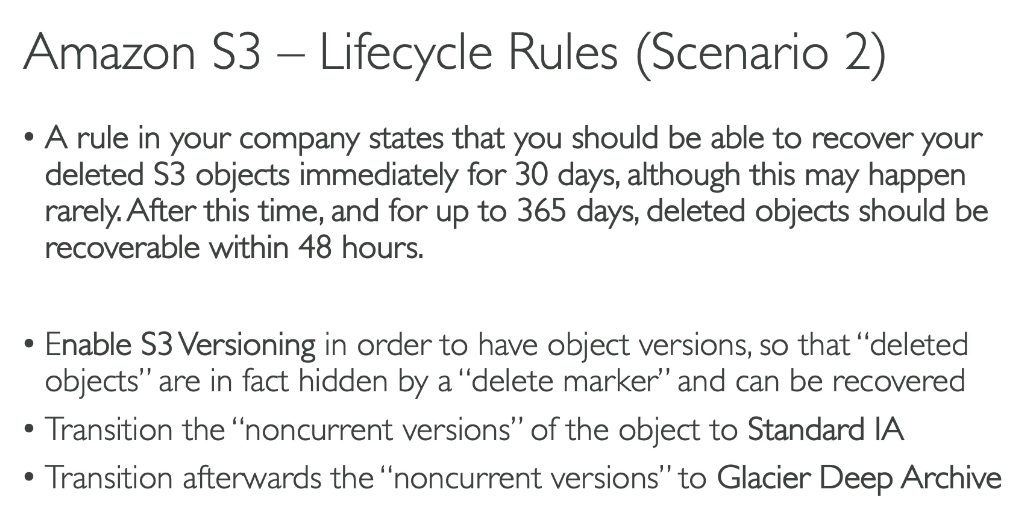 Amazon S3 – Lifecycle Rules (Scenario 2)
• A rule in your company states that you should be able to recover your
deleted S3 objects immediately for 30 days, although this may happen
rarely. After this time, and for up to 365 days, deleted objects should be
recoverable within 48 hours.
• Enable S3 Versioning in order to have object versions, so that “deleted
objects” are in fact hidden by a “delete marker” and can be recovered
• Transition the “noncurrent versions” of the object to Standard IA
• Transition afterwards the “noncurrent versions” to Glacier Deep Archive